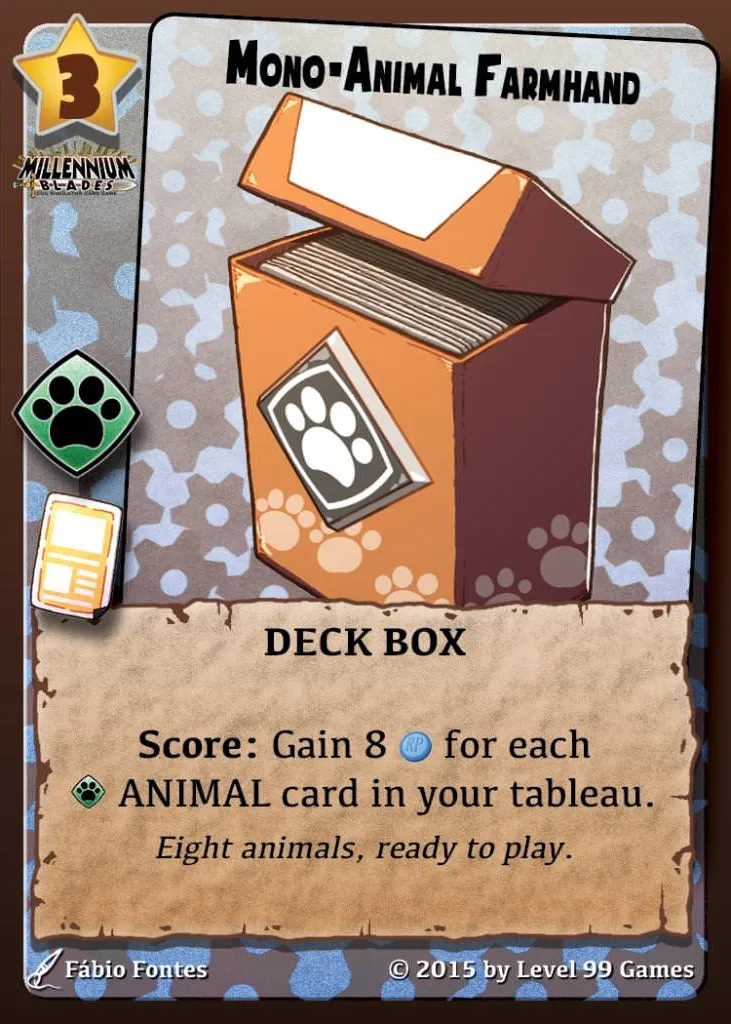 3
Mono-Animal Farmhand
MILLENNIUM
BLADES
DECK BOX
Score: Gain 8 RP for each
ANIMAL card in your tableau.
Eight animals, ready to play.
Fábio Fontes
© 2015 by Level 99 Games